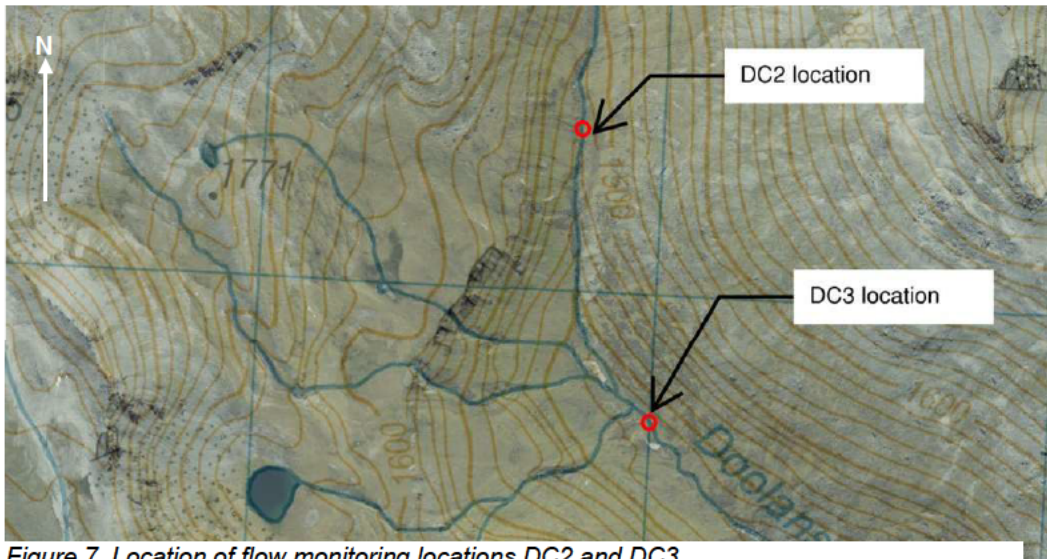 N
DC2 location
1771
1500
DC3 location
1600
1600
Doolans
Figure 7. Location of flow monitoring locations DC2 and DC3